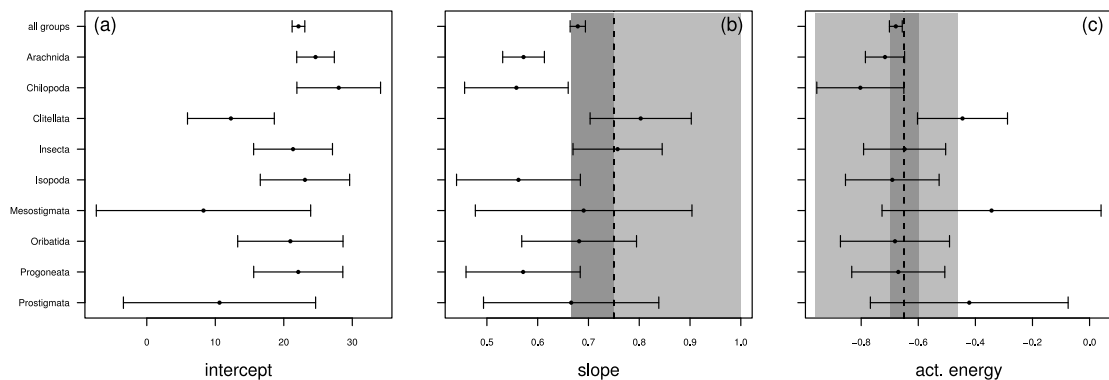 (a) (b) (c)
all groups
Arachnida
Chilopoda
Clitellata
Insecta
Isopoda
Mesostigmata
Oribatida
Progoneata
Prostigmata
0 10 20 30 0.5 0.6 0.7 0.8 0.9 1.0 −0.8 −0.6 −0.4 −0.2 0.0
intercept slope act. energy